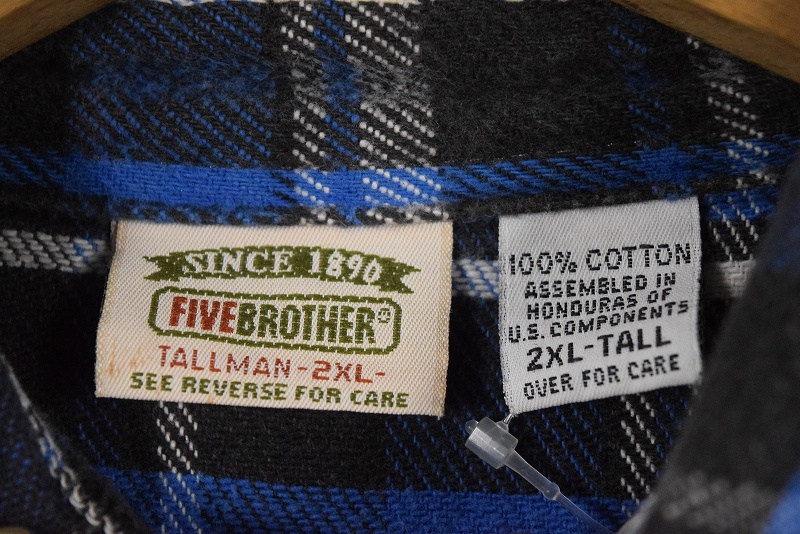 SINCE 1890
FIVEBROTHER®
TALLMAN-2XL-
SEE REVERSE FOR CARE
100% COTTON
ASSEMBLED IN
HONDURAS OF
U.S. COMPONENTS
2XL-TALL
OVER FOR CARE